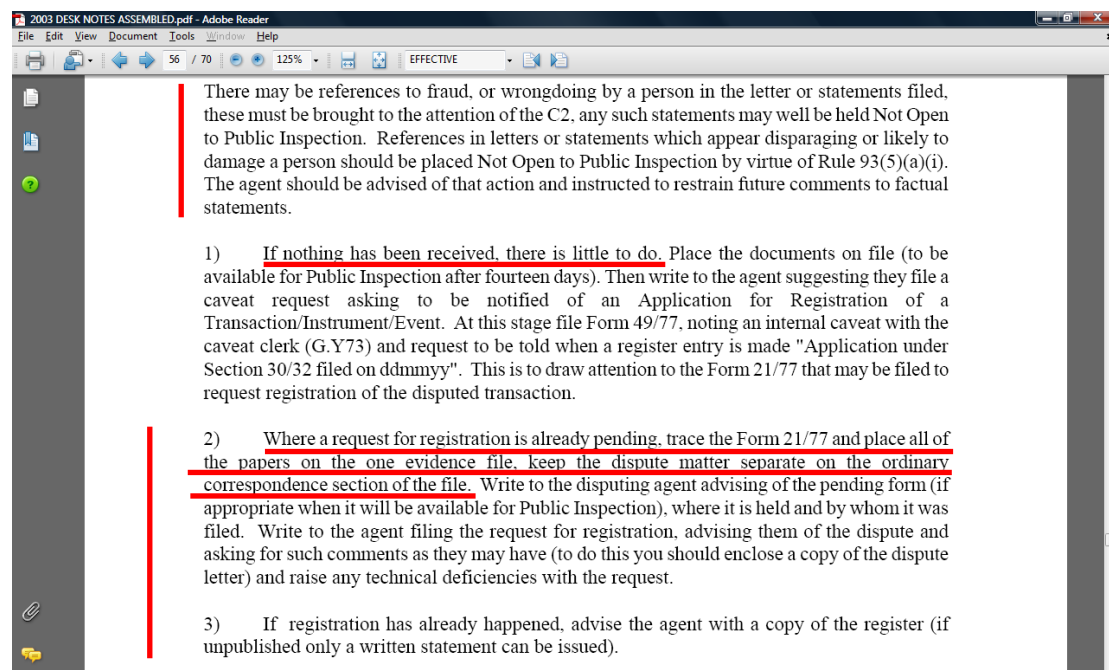 2003 DESK NOTES ASSEMBLED.pdf - Adobe Reader
File Edit View Document Tools Window Help
56 / 70 125% EFFECTIVE
There may be references to fraud, or wrongdoing by a person in the letter or statements filed,
these must be brought to the attention of the C2, any such statements may well be held Not Open
to Public Inspection. References in letters or statements which appear disparaging or likely to
damage a person should be placed Not Open to Public Inspection by virtue of Rule 93(5)(a)(i).
The agent should be advised of that action and instructed to restrain future comments to factual
statements.
1) If nothing has been received, there is little to do. Place the documents on file (to be
available for Public Inspection after fourteen days). Then write to the agent suggesting they file a
caveat request asking to be notified of an Application for Registration of a
Transaction/Instrument/Event. At this stage file Form 49/77, noting an internal caveat with the
caveat clerk (G.Y73) and request to be told when a register entry is made "Application under
Section 30/32 filed on ddmmyy". This is to draw attention to the Form 21/77 that may be filed to
request registration of the disputed transaction.
2) Where a request for registration is already pending, trace the Form 21/77 and place all of
the papers on the one evidence file, keep the dispute matter separate on the ordinary
correspondence section of the file. Write to the disputing agent advising of the pending form (if
appropriate when it will be available for Public Inspection), where it is held and by whom it was
filed. Write to the agent filing the request for registration, advising them of the dispute and
asking for such comments as they may have (to do this you should enclose a copy of the dispute
letter) and raise any technical deficiencies with the request.
3) If registration has already happened, advise the agent with a copy of the register (if
unpublished only a written statement can be issued).